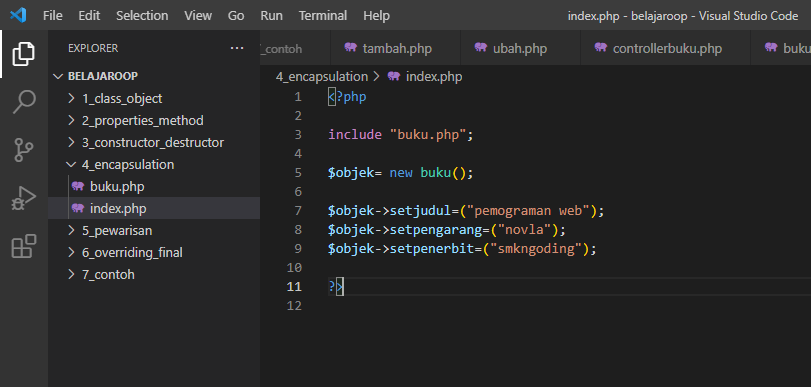 File Edit Selection View Go Run Terminal Help index.php - belajaroop - Visual Studio Code
EXPLORER ···
_contoh tambah.php ubah.php controllerbuku.php buku
BELAJAROOP
1_class_object
2_properties_method
3_constructor_destructor
4_encapsulation
buku.php
index.php
5_pewarisan
6_overriding_final
7_contoh
4_encapsulation > index.php
1 <?php
2
3 include "buku.php";
4
5 $objek= new buku();
6
7 $objek->setjudul=("pemograman web");
8 $objek->setpengarang=("novla");
9 $objek->setpenerbit=("smkngoding");
10
11 ?>
12